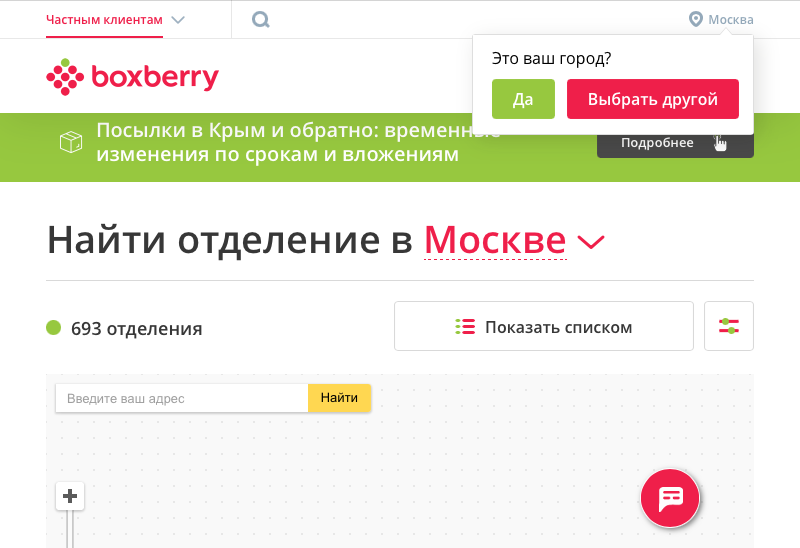 Частным клиентам
Москва
Это ваш город?
Да
Выбрать другой
boxberry
Посылки в Крым и обратно: временные
изменения по срокам и вложениям
Подробнее
Найти отделение в Москве
693 отделения
Показать списком
Введите ваш адрес
Найти